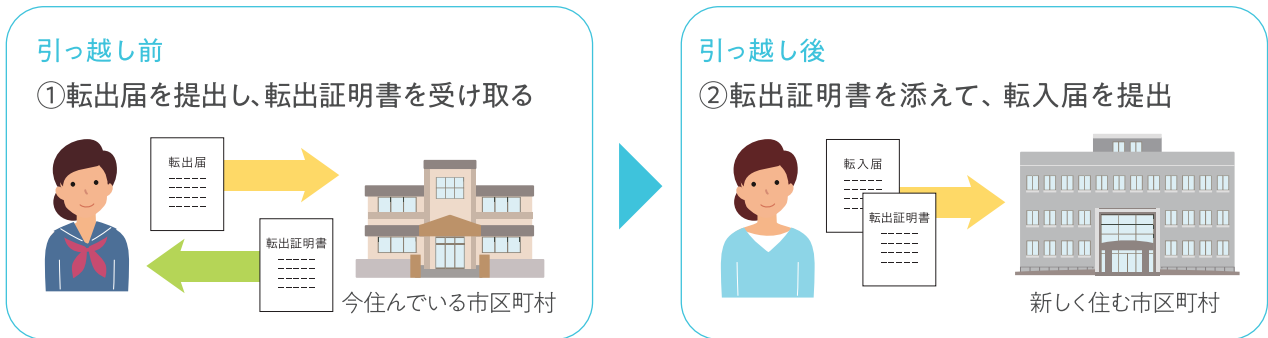 引っ越し前
①転出届を提出し、転出証明書を受け取る
転出届
転出証明書
今住んでいる市区町村
引っ越し後
②転出証明書を添えて、転入届を提出
転入届
転出証明書
新しく住む市区町村